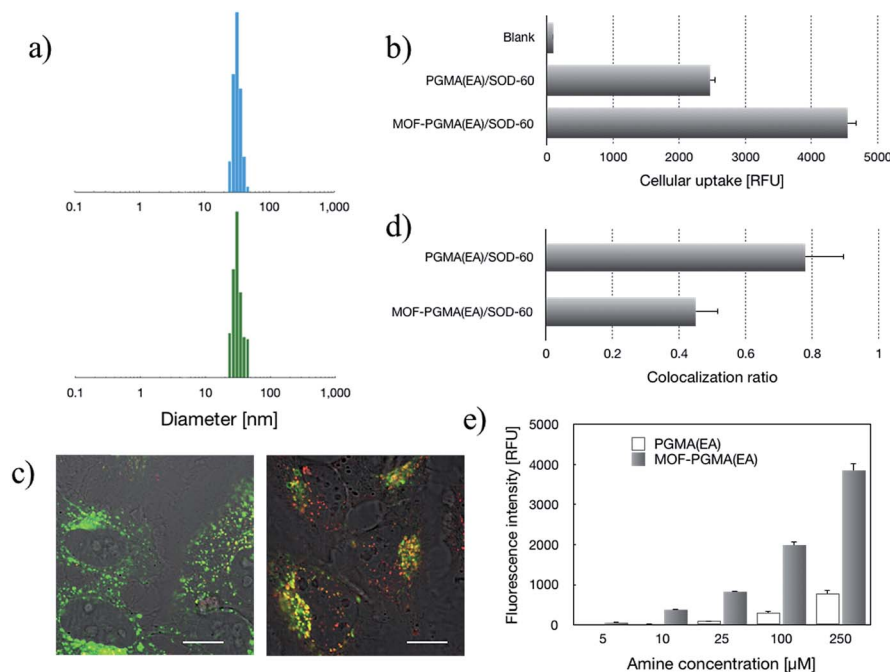 a)
0.1 1 10 100 1,000
0.1 1 10 100 1,000
Diameter [nm]
b)
Blank
PGMA(EA)/SOD-60
MOF-PGMA(EA)/SOD-60
0 1000 2000 3000 4000 5000
Cellular uptake [RFU]
d)
PGMA(EA)/SOD-60
MOF-PGMA(EA)/SOD-60
0 0.2 0.4 0.6 0.8 1
Colocalization ratio
c)
e)
Fluorescence intensity [RFU]
5000
4000
3000
2000
1000
0
PGMA(EA)
MOF-PGMA(EA)
5 10 25 100 250
Amine concentration [μM]